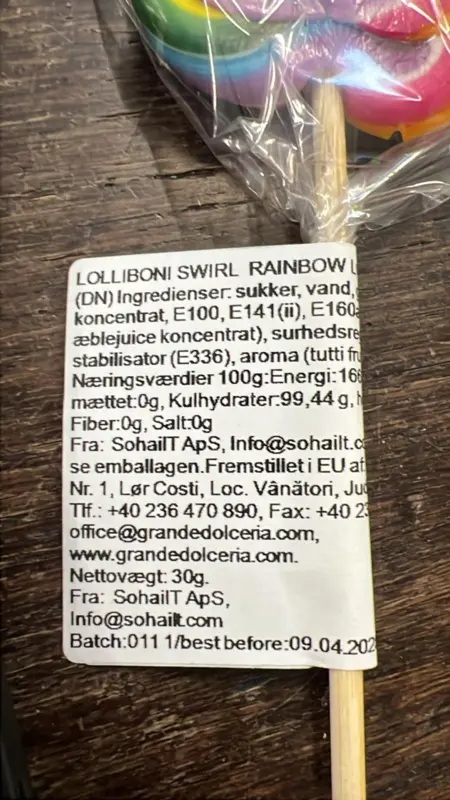 LOLLIBONI SWIRL RAINBOW
(DN) Ingredienser: sukker, vand,
koncentrat, E100, E141(ii), E160
æblejuice koncentrat), surhedsre
stabilisator (E336), aroma (tutti fru
Næringsværdier 100g:Energi:166
mættet:0g, Kulhydrater:99,44 g,
Fiber:0g, Salt:0g
Fra: SohailT ApS, Info@sohailt.c
se emballagen.Fremstillet i EU af
Nr. 1, Lør Costi, Loc. Vânători, Jud
Tlf.: +40 236 470 890, Fax: +40 23
office@grandedolceria.com,
www.grandedolceria.com.
Nettovægt: 30g.
Fra: SohailT ApS,
Info@sohailt.com
Batch:011 1/best before:09.04.202